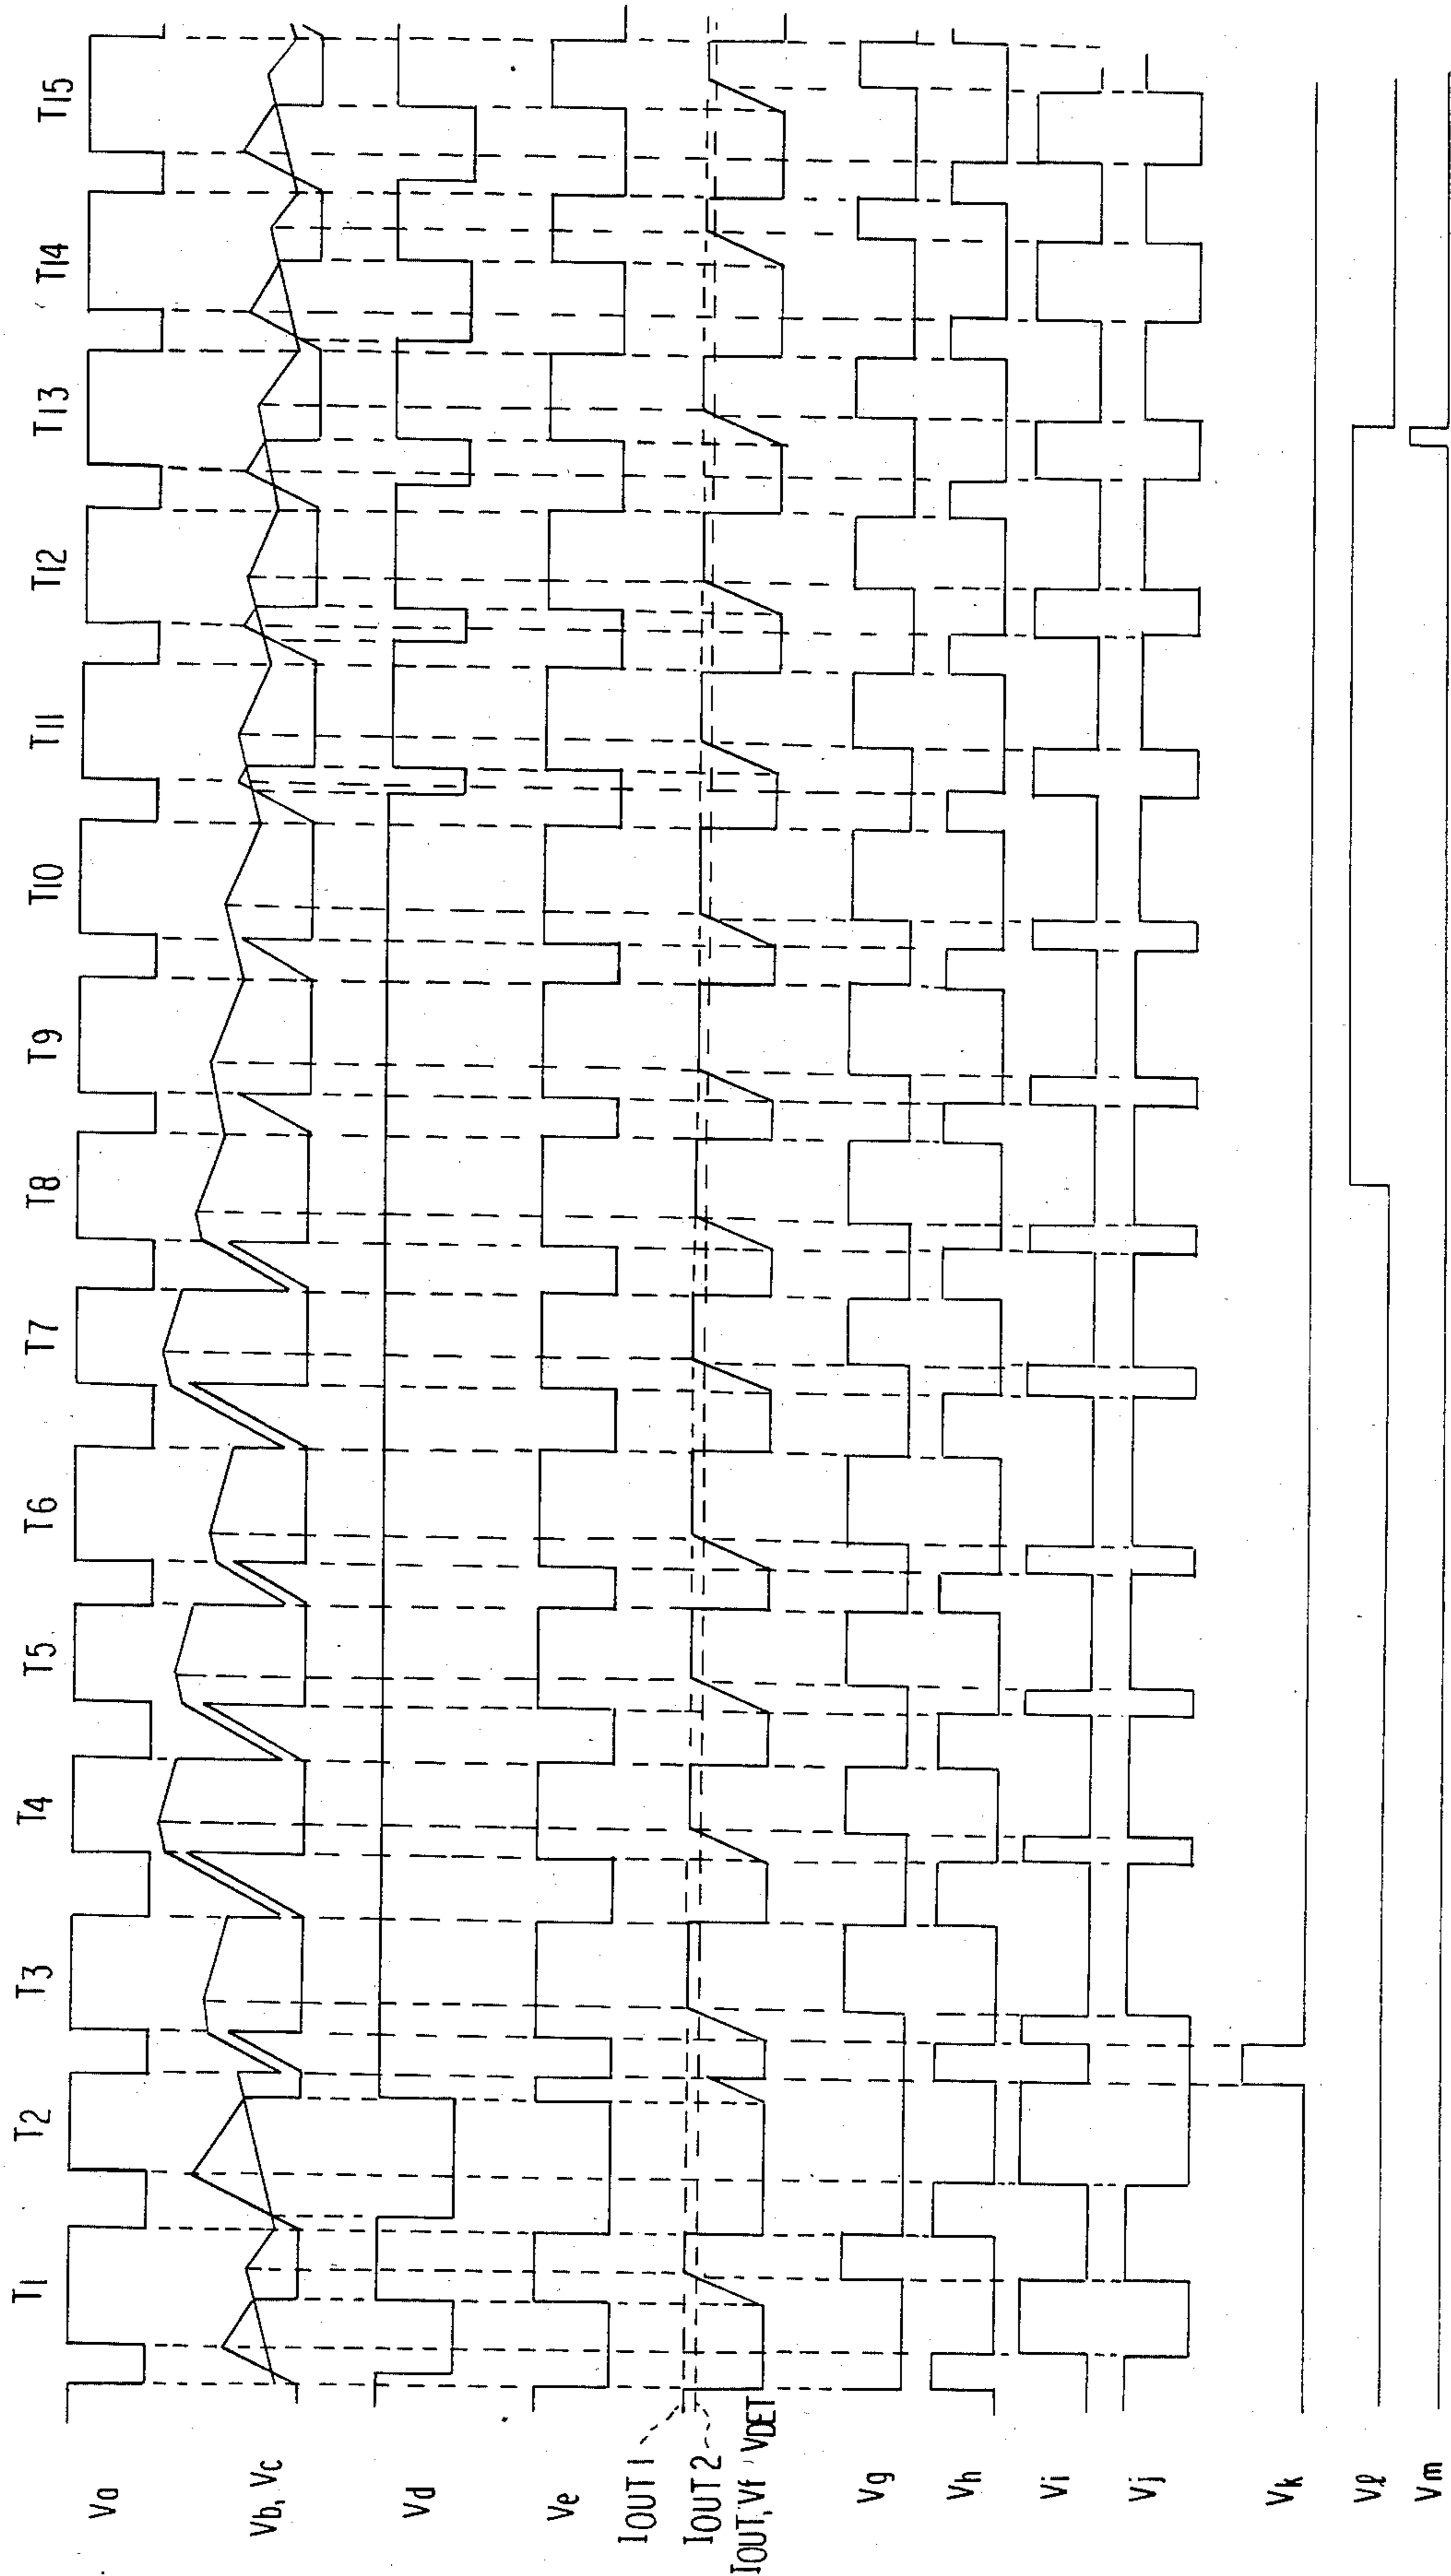 T1 T2 T3 T4 T5 T6 T7 T8 T9 T10 T11 T12 T13 T14 T15
Va
Vb, Vc
Vd
Ve
IOUT1
IOUT2
IOUT, Vf VDET
Vg
Vh
Vi
Vj
Vk
Vℓ
Vm